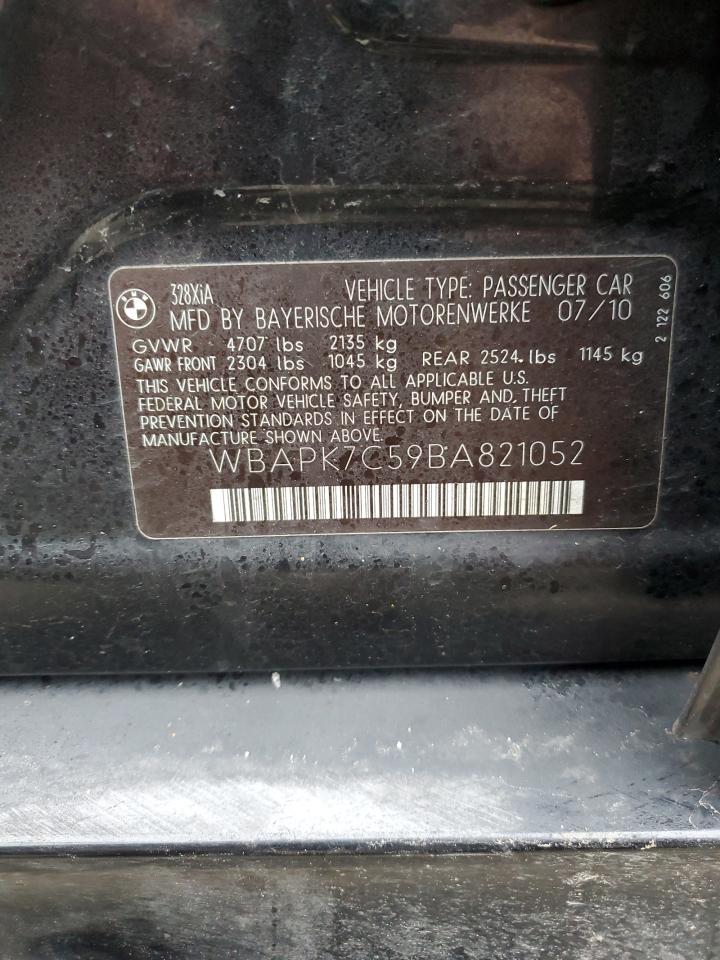 BMW
328XiA VEHICLE TYPE: PASSENGER CAR
MFD BY BAYERISCHE MOTORENWERKE 07/10
GVWR 4707 lbs 2135 kg
GAWR FRONT 2304 lbs 1045 kg REAR 2524 lbs 1145 kg
THIS VEHICLE CONFORMS TO ALL APPLICABLE U.S.
FEDERAL MOTOR VEHICLE SAFETY, BUMPER AND THEFT
PREVENTION STANDARDS IN EFFECT ON THE DATE OF
MANUFACTURE SHOWN ABOVE.
WBAPK7C59BA821052
2 122 606